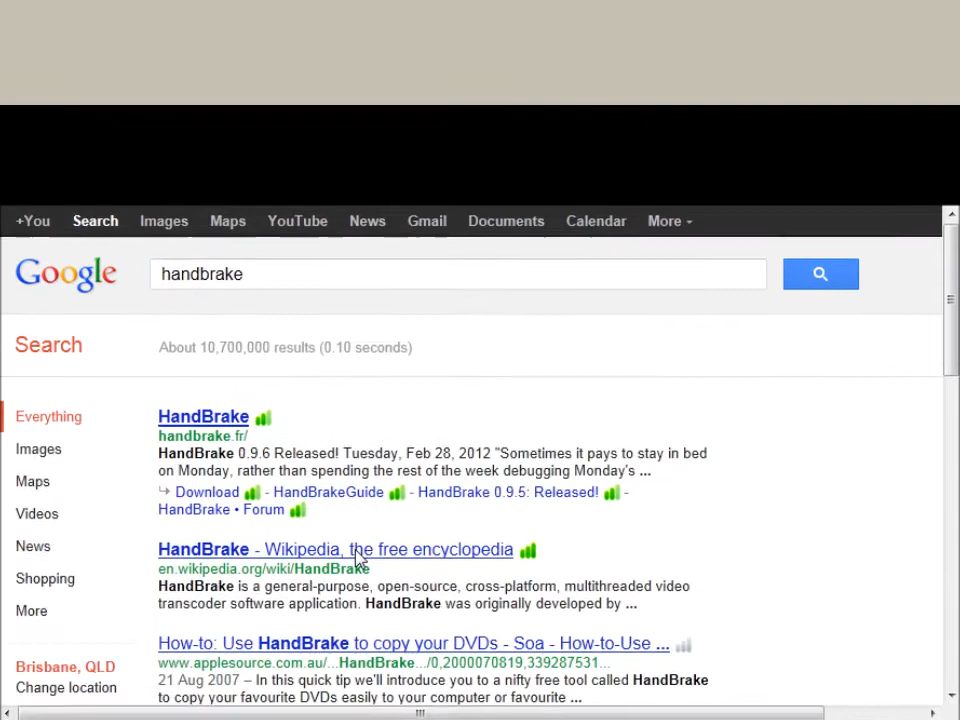 +You Search Images Maps YouTube News Gmail Documents Calendar More
Google handbrake
Search About 10,700,000 results (0.10 seconds)
Everything
Images
Maps
Videos
News
Shopping
More
Brisbane, QLD
Change location
HandBrake
handbrake.fr/
HandBrake 0.9.6 Released! Tuesday, Feb 28, 2012 "Sometimes it pays to stay in bed
on Monday, rather than spending the rest of the week debugging Monday's ...
Download - HandBrakeGuide - HandBrake 0.9.5: Released! -
HandBrake • Forum
HandBrake - Wikipedia, the free encyclopedia
en.wikipedia.org/wiki/HandBrake
HandBrake is a general-purpose, open-source, cross-platform, multithreaded video
transcoder software application. HandBrake was originally developed by ...
How-to: Use HandBrake to copy your DVDs - Soa - How-to-Use ...
www.applesource.com.au/...HandBrake.../0,2000070819,339287531...
21 Aug 2007 – In this quick tip we'll introduce you to a nifty free tool called HandBrake
to copy your favourite DVDs easily to your computer or favourite ...